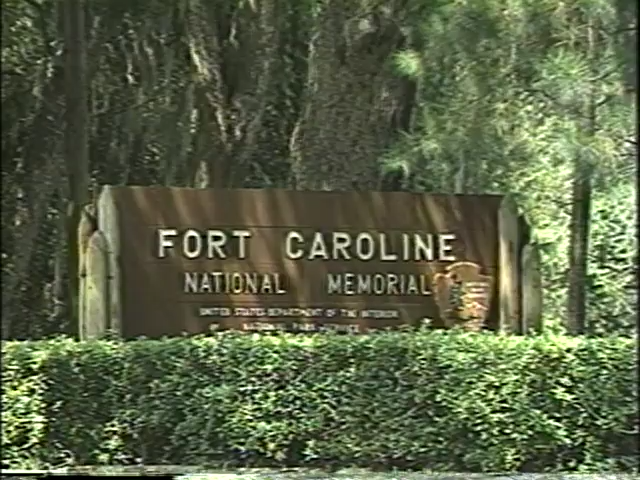 FORT CAROLINE
NATIONAL MEMORIAL
UNITED STATES DEPARTMENT OF THE INTERIOR
NATIONAL PARK SERVICE